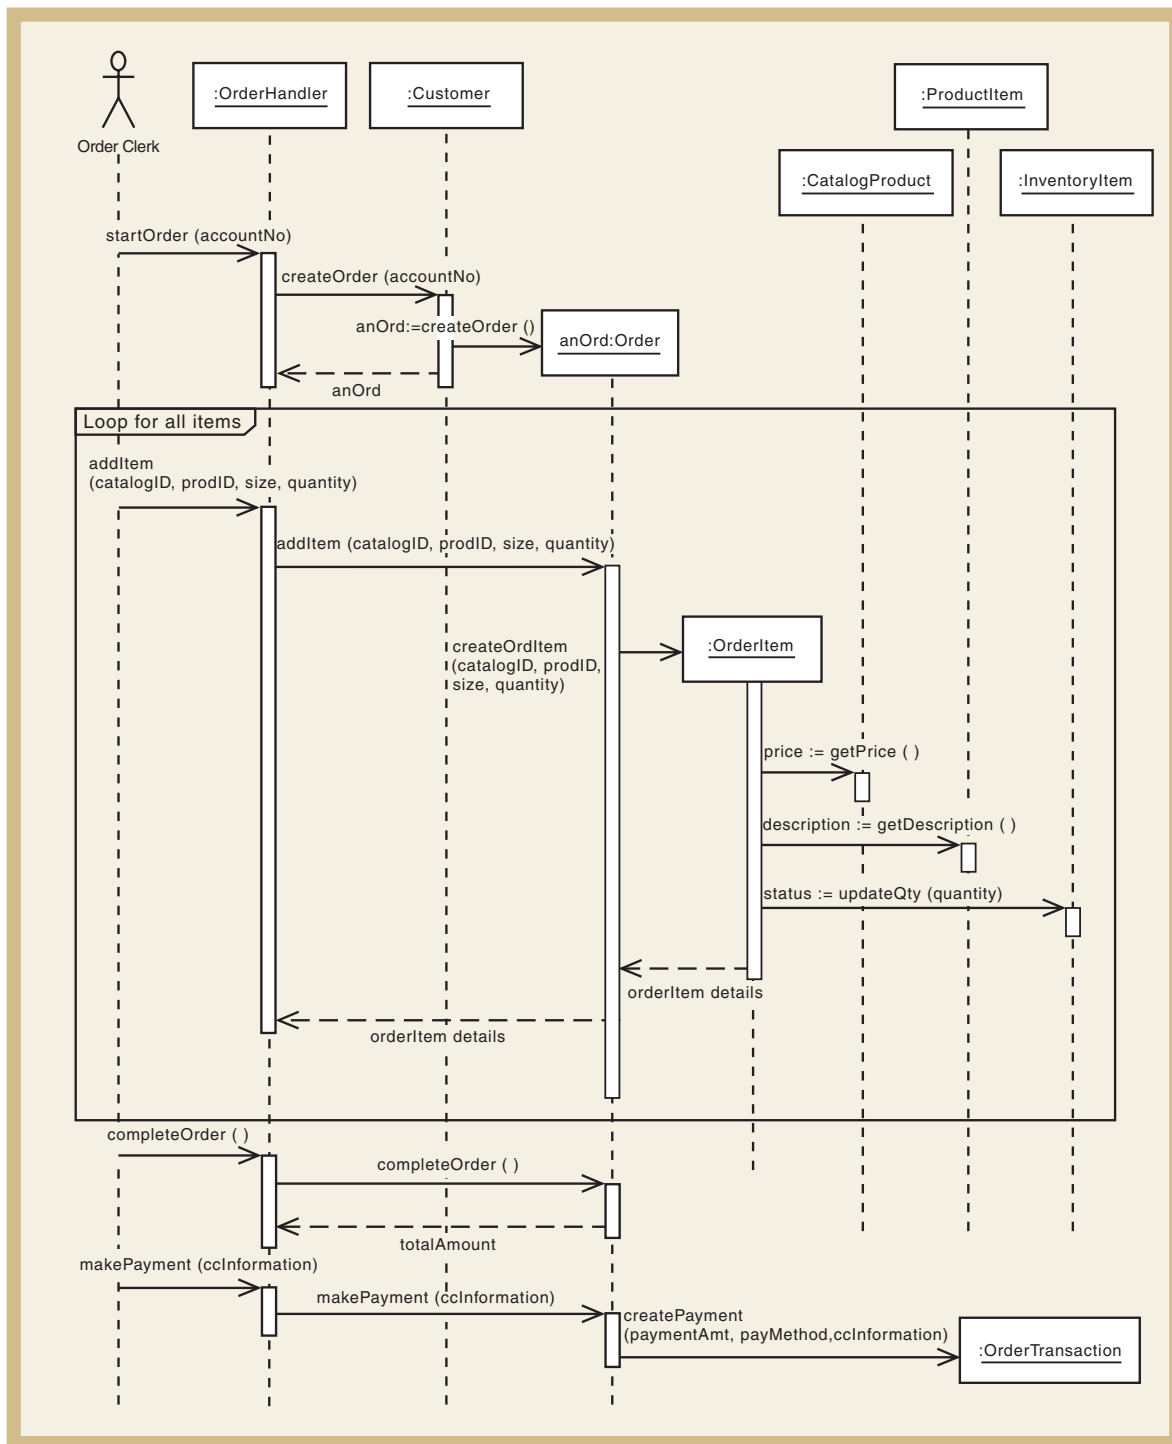 :OrderHandler
:Customer
:ProductItem
Order Clerk
:CatalogProduct
:InventoryItem
startOrder (accountNo)
createOrder (accountNo)
anOrd:=createOrder ()
anOrd:Order
anOrd
Loop for all items
addItem
(catalogID, prodID, size, quantity)
addItem (catalogID, prodID, size, quantity)
createOrdItem
(catalogID, prodID,
size, quantity)
:OrderItem
price := getPrice ( )
description := getDescription ( )
status := updateQty (quantity)
orderItem details
orderItem details
completeOrder ( )
completeOrder ( )
totalAmount
makePayment (ccInformation)
makePayment (ccInformation)
createPayment
(paymentAmt, payMethod,ccInformation)
:OrderTransaction